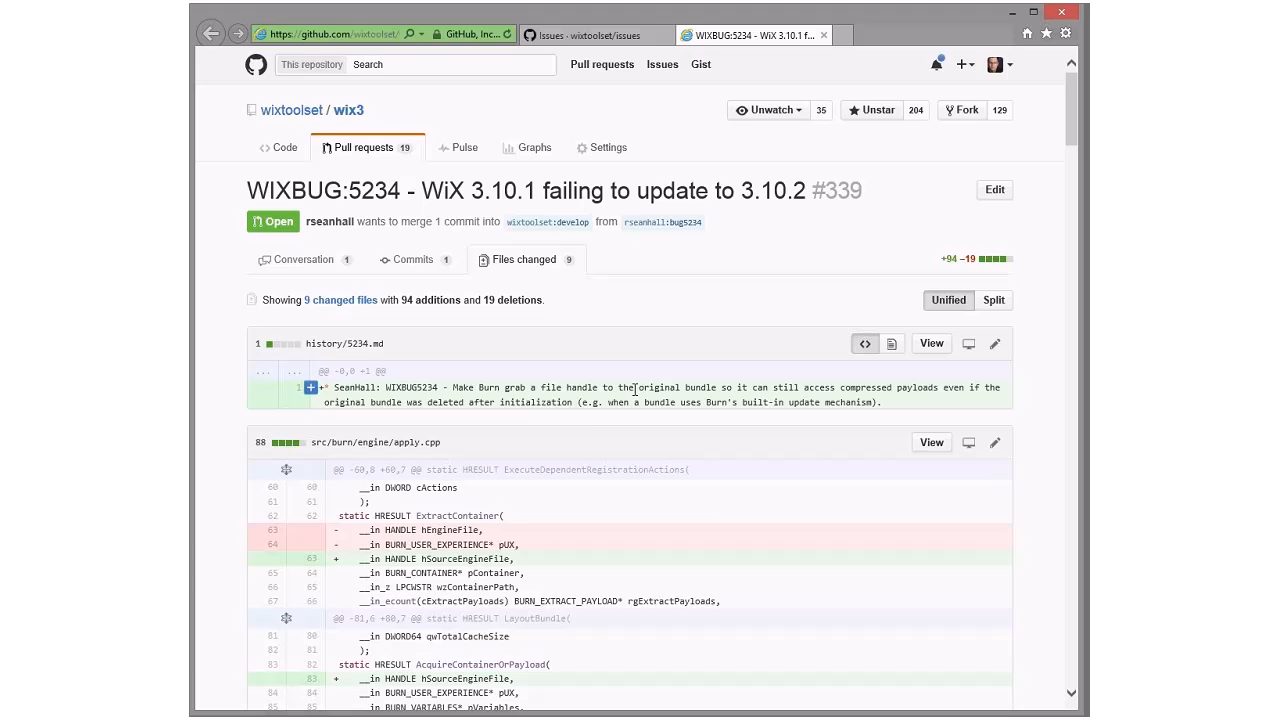 https://github.com/wixtoolset/ GitHub, Inc... Issues · wixtoolset/issues WIXBUG:5234 - WiX 3.10.1 f...
This repository Search Pull requests Issues Gist
wixtoolset / wix3 Unwatch 35 Unstar 204 Fork 129
Code Pull requests 19 Pulse Graphs Settings
WIXBUG:5234 - WiX 3.10.1 failing to update to 3.10.2 #339 Edit
Open rseanhall wants to merge 1 commit into wixtoolset:develop from rseanhall:bug5234
Conversation 1 Commits 1 Files changed 9 +94 −19
Showing 9 changed files with 94 additions and 19 deletions. Unified Split
1 history/5234.md <> View
... ... @@ -0,0 +1 @@
1 + +* SeanHall: WIXBUG5234 - Make Burn grab a file handle to the original bundle so it can still access compressed payloads even if the
original bundle was deleted after initialization (e.g. when a bundle uses Burn's built-in update mechanism).
88 src/burn/engine/apply.cpp View
@@ -60,8 +60,7 @@ static HRESULT ExecuteDependentRegistrationActions(
60 60 __in DWORD cActions
61 61 );
62 62 static HRESULT ExtractContainer(
63 - __in HANDLE hEngineFile,
64 - __in BURN_USER_EXPERIENCE* pUX,
63 + __in HANDLE hSourceEngineFile,
65 64 __in BURN_CONTAINER* pContainer,
66 65 __in_z LPCWSTR wzContainerPath,
67 66 __in_ecount(cExtractPayloads) BURN_EXTRACT_PAYLOAD* rgExtractPayloads,
@@ -81,6 +80,7 @@ static HRESULT LayoutBundle(
81 80 __in DWORD64 qwTotalCacheSize
82 81 );
83 82 static HRESULT AcquireContainerOrPayload(
83 + __in HANDLE hSourceEngineFile,
84 84 __in BURN_USER_EXPERIENCE* pUX,
85 85 __in BURN_VARIABLES* pVariables,